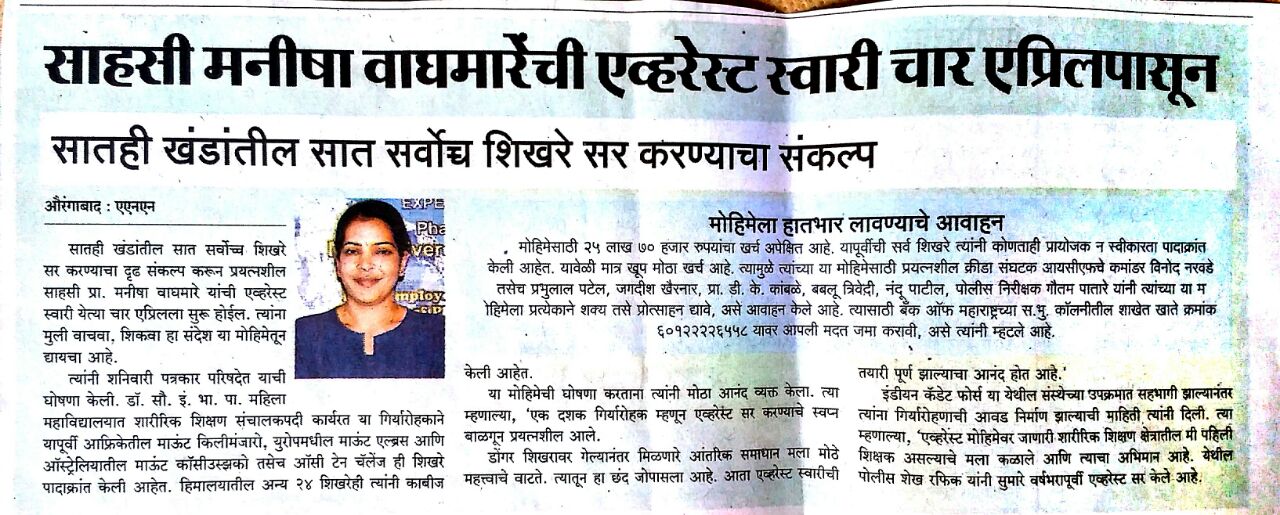 साहसी मनीषा वाघमारेंची एव्हरेस्ट स्वारी चार एप्रिलपासून
सातही खंडांतील सात सर्वोच्च शिखरे सर करण्याचा संकल्प
औरंगाबाद : एएनएन
सातही खंडांतील सात सर्वोच्च शिखरे
सर करण्याचा दृढ संकल्प करून प्रयत्नशील
साहसी प्रा. मनीषा वाघमारे यांची एव्हरेस्ट
स्वारी येत्या चार एप्रिलला सुरू होईल. त्यांना
मुली वाचवा, शिकवा हा संदेश या मोहिमेतून
द्यायचा आहे.
त्यांनी शनिवारी पत्रकार परिषदेत याची
घोषणा केली. डॉ. सौ. इं. भा. पा. महिला
महाविद्यालयात शारीरिक शिक्षण संचालकपदी कार्यरत या गिर्यारोहकाने
यापूर्वी आफ्रिकेतील माऊंट किलीमंजारो, युरोपमधील माऊंट एल्ब्रस आणि
ऑस्ट्रेलियातील माऊंट कॉसीउस्झको तसेच ऑसी टेन चॅलेंज ही शिखरे
पादाक्रांत केली आहेत. हिमालयातील अन्य २४ शिखरेही त्यांनी काबीज
EXPE
Pha
ver
mploy
मोहिमेला हातभार लावण्याचे आवाहन
मोहिमेसाठी २५ लाख ७० हजार रुपयांचा खर्च अपेक्षित आहे. यापूर्वीची सर्व शिखरे त्यांनी कोणताही प्रायोजक न स्वीकारता पादाक्रांत
केली आहेत. यावेळी मात्र खूप मोठा खर्च आहे. त्यामुळे त्यांच्या या मोहिमेसाठी प्रयत्नशील क्रीडा संघटक आयसीएफचे कमांडर विनोद नरवडे
तसेच प्रभुलाल पटेल, जगदीश खैरनार, प्रा. डी. के. कांबळे, बबलू त्रिवेदी, नंदू पाटील, पोलीस निरीक्षक गौतम पातारे यांनी त्यांच्या या म
ोहिमेला प्रत्येकाने शक्य तसे प्रोत्साहन द्यावे, असे आवाहन केले आहे. त्यासाठी बँक ऑफ महाराष्ट्रच्या स.भु. कॉलनीतील शाखेत खाते क्रमांक
६०१२२२२६५५८ यावर आपली मदत जमा करावी, असे त्यांनी म्हटले आहे.
केली आहेत.
या मोहिमेची घोषणा करताना त्यांनी मोठा आनंद व्यक्त केला. त्या
म्हणाल्या, 'एक दशक गिर्यारोहक म्हणून एव्हरेस्ट सर करण्याचे स्वप्न
बाळगून प्रयत्नशील आले.
डोंगर शिखरावर गेल्यानंतर मिळणारे आंतरिक समाधान मला मोठे
महत्त्वाचे वाटते. त्यातून हा छंद जोपासला आहे. आता एव्हरेस्ट स्वारीची
तयारी पूर्ण झाल्याचा आनंद होत आहे.'
इंडीयन कॅडेट फोर्स या येथील संस्थेच्या उपक्रमात सहभागी झाल्यानंतर
त्यांना गिर्यारोहणाची आवड निर्माण झाल्याची माहिती त्यांनी दिली. त्या
म्हणाल्या, 'एव्हरेस्ट मोहिमेवर जाणारी शारीरिक शिक्षण क्षेत्रातील मी पहिली
शिक्षक असल्याचे मला कळाले आणि त्याचा अभिमान आहे. येथील
पोलीस शेख रफिक यांनी सुमारे वर्षभरापूर्वी एव्हरेस्ट सर केले आहे.